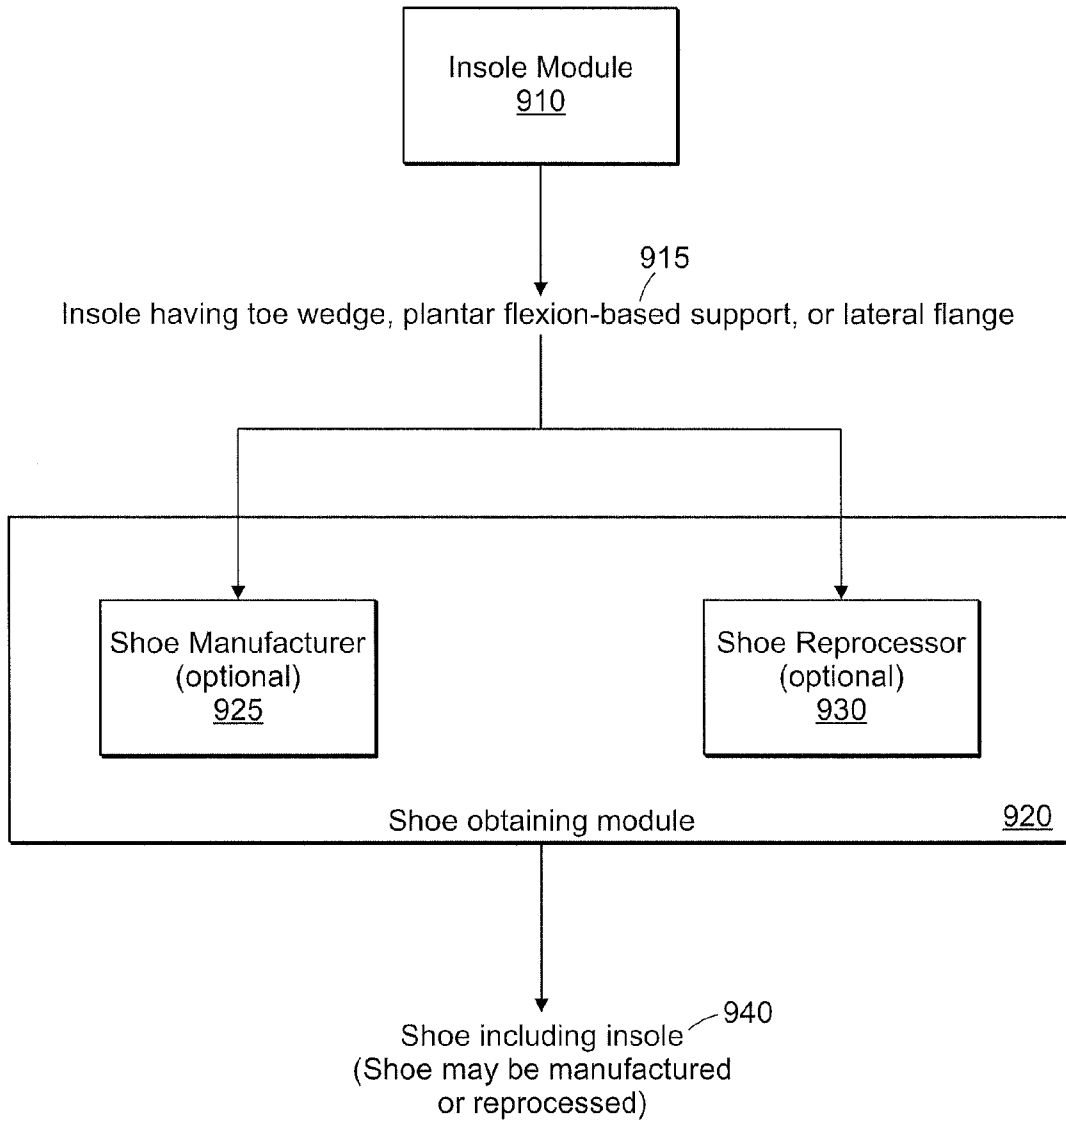 Insole Module
910
915
Insole having toe wedge, plantar flexion-based support, or lateral flange
Shoe Manufacturer
(optional)
925
Shoe Reprocessor
(optional)
930
Shoe obtaining module
920
940
Shoe including insole
(Shoe may be manufactured
or reprocessed)